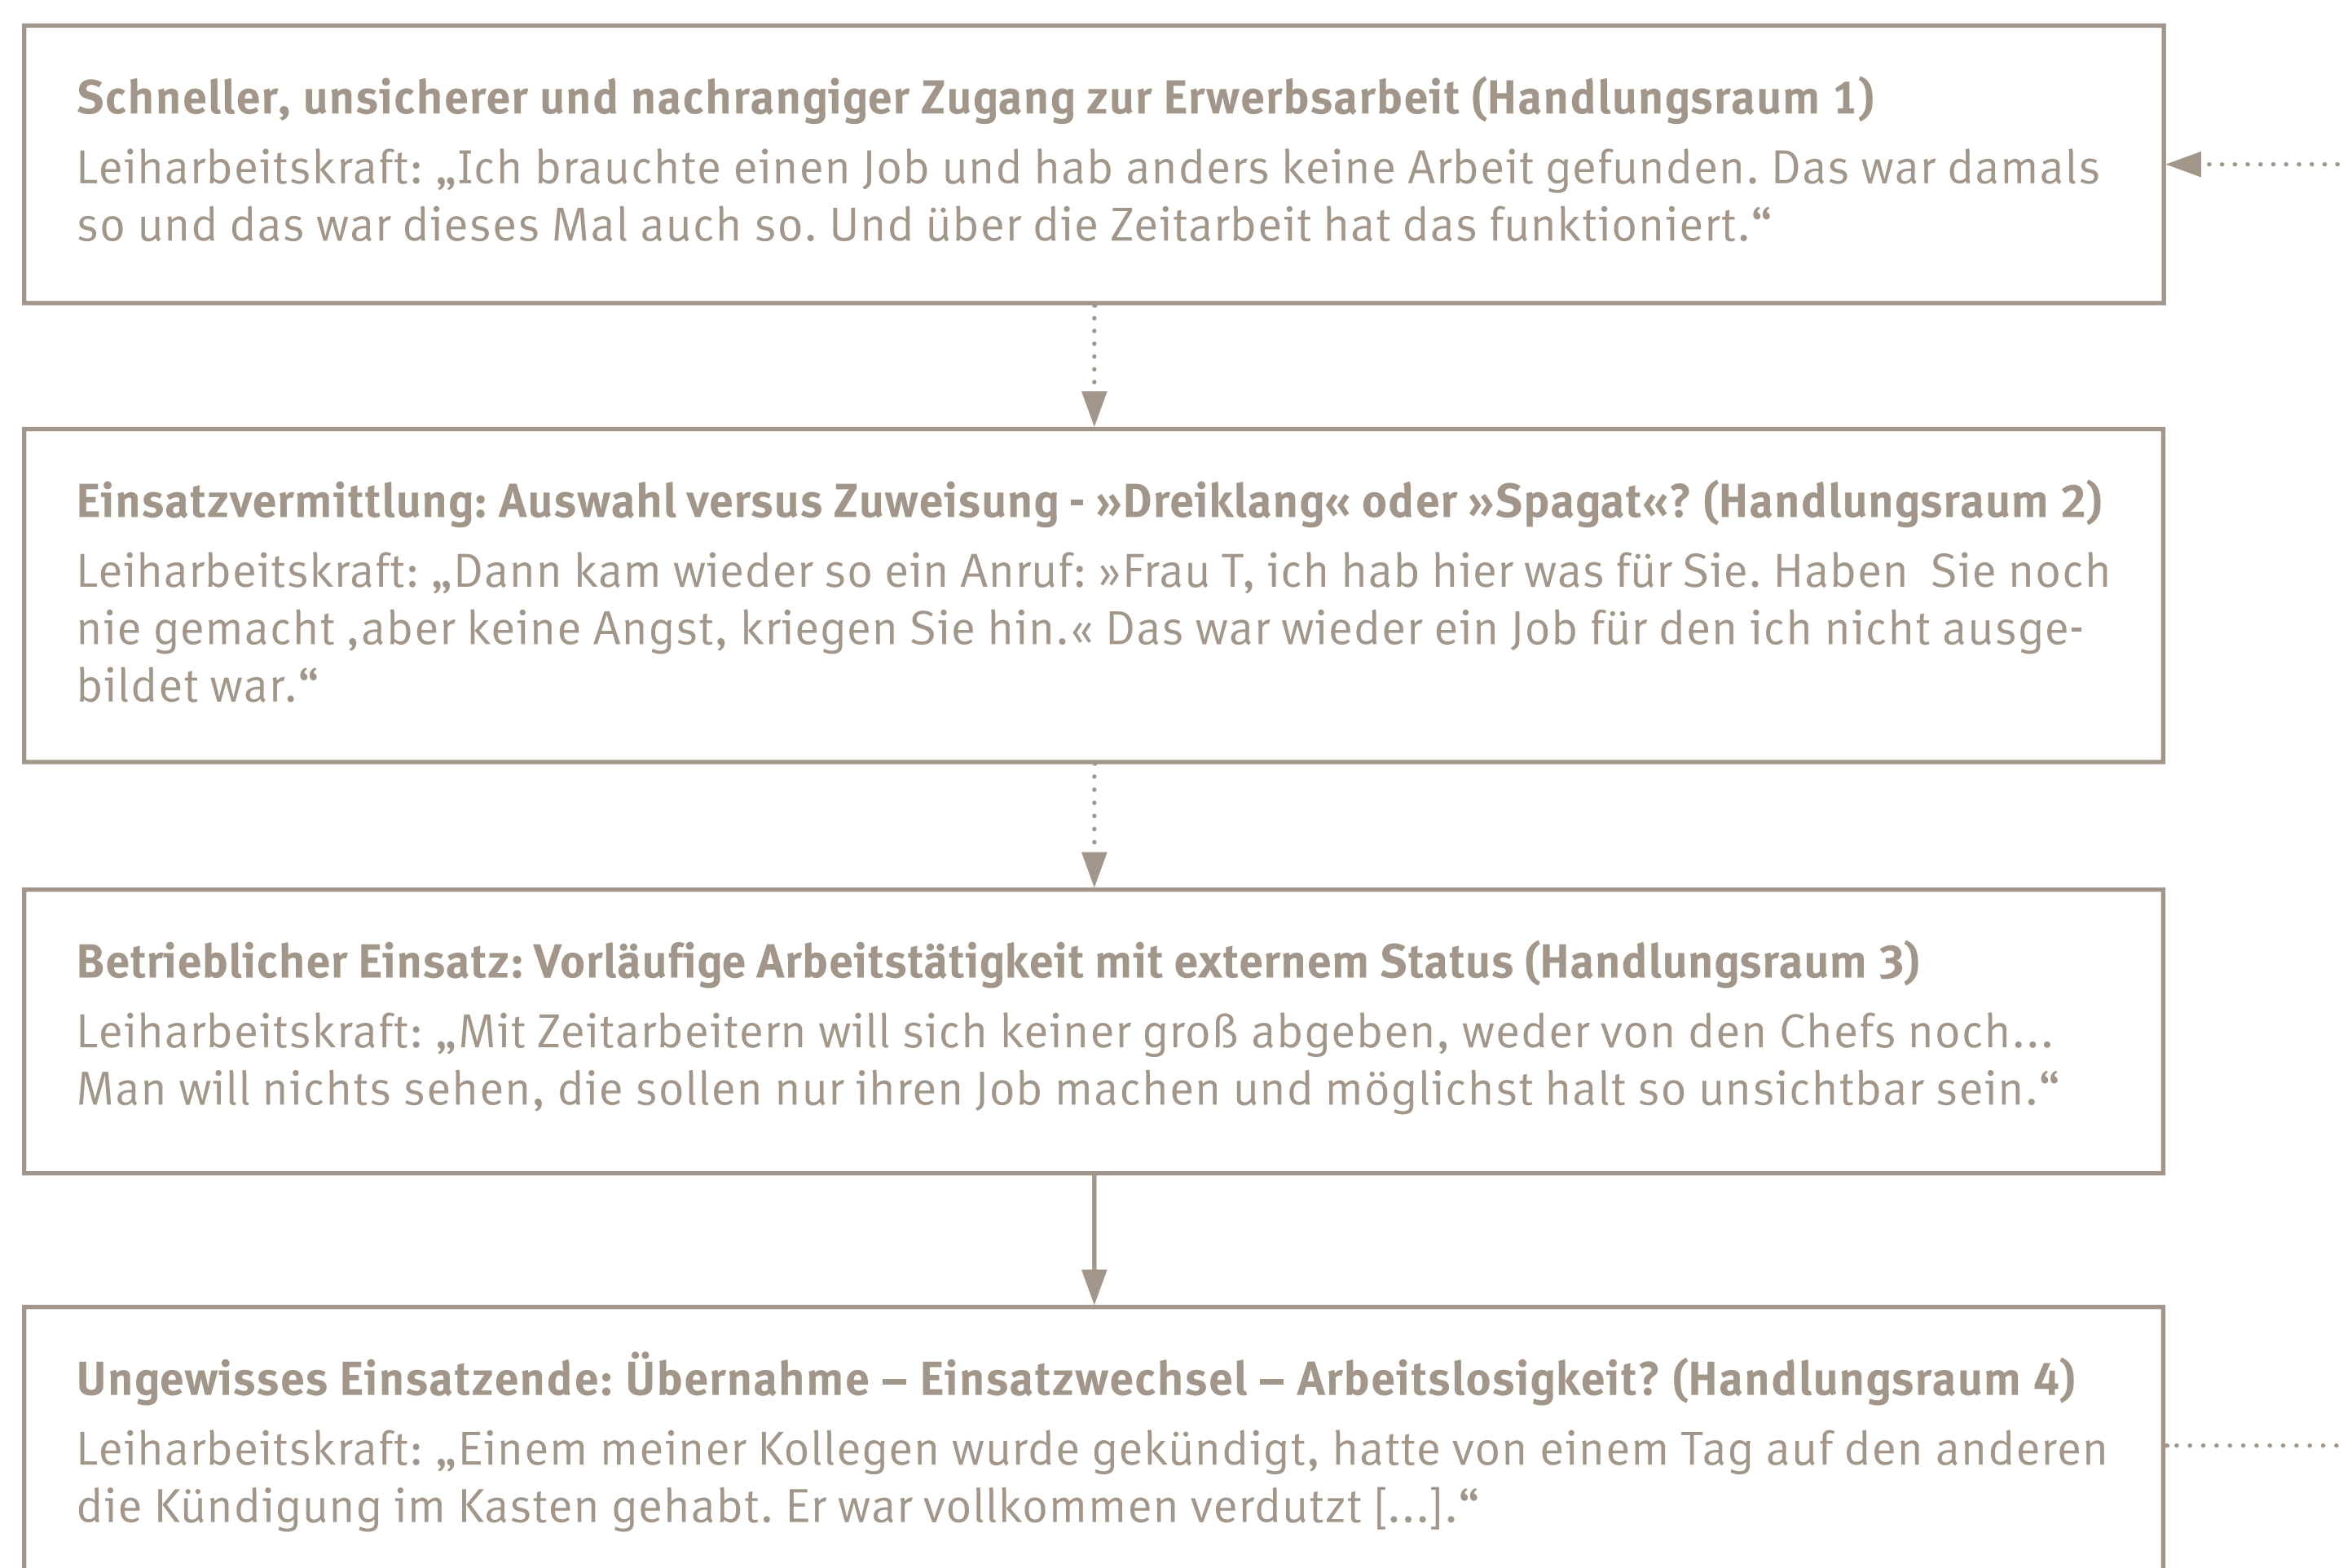 Schneller, unsicherer und nachrangiger Zugang zur Erwerbsarbeit (Handlungsraum 1)
Leiharbeitskraft: „Ich brauchte einen Job und hab anders keine Arbeit gefunden. Das war damals
so und das war dieses Mal auch so. Und über die Zeitarbeit hat das funktioniert.“
Einsatzvermittlung: Auswahl versus Zuweisung - »Dreiklang« oder »Spagat«? (Handlungsraum 2)
Leiharbeitskraft: „Dann kam wieder so ein Anruf: »Frau T, ich hab hier was für Sie. Haben  Sie noch
nie gemacht ,aber keine Angst, kriegen Sie hin.« Das war wieder ein Job für den ich nicht ausge-
bildet war.“
Betrieblicher Einsatz: Vorläufige Arbeitstätigkeit mit externem Status (Handlungsraum 3)
Leiharbeitskraft: „Mit Zeitarbeitern will sich keiner groß abgeben, weder von den Chefs noch...
Man will nichts sehen, die sollen nur ihren Job machen und möglichst halt so unsichtbar sein.“
Ungewisses Einsatzende: Übernahme – Einsatzwechsel – Arbeitslosigkeit? (Handlungsraum 4)
Leiharbeitskraft: „Einem meiner Kollegen wurde gekündigt, hatte von einem Tag auf den anderen
die Kündigung im Kasten gehabt. Er war vollkommen verdutzt [...].“